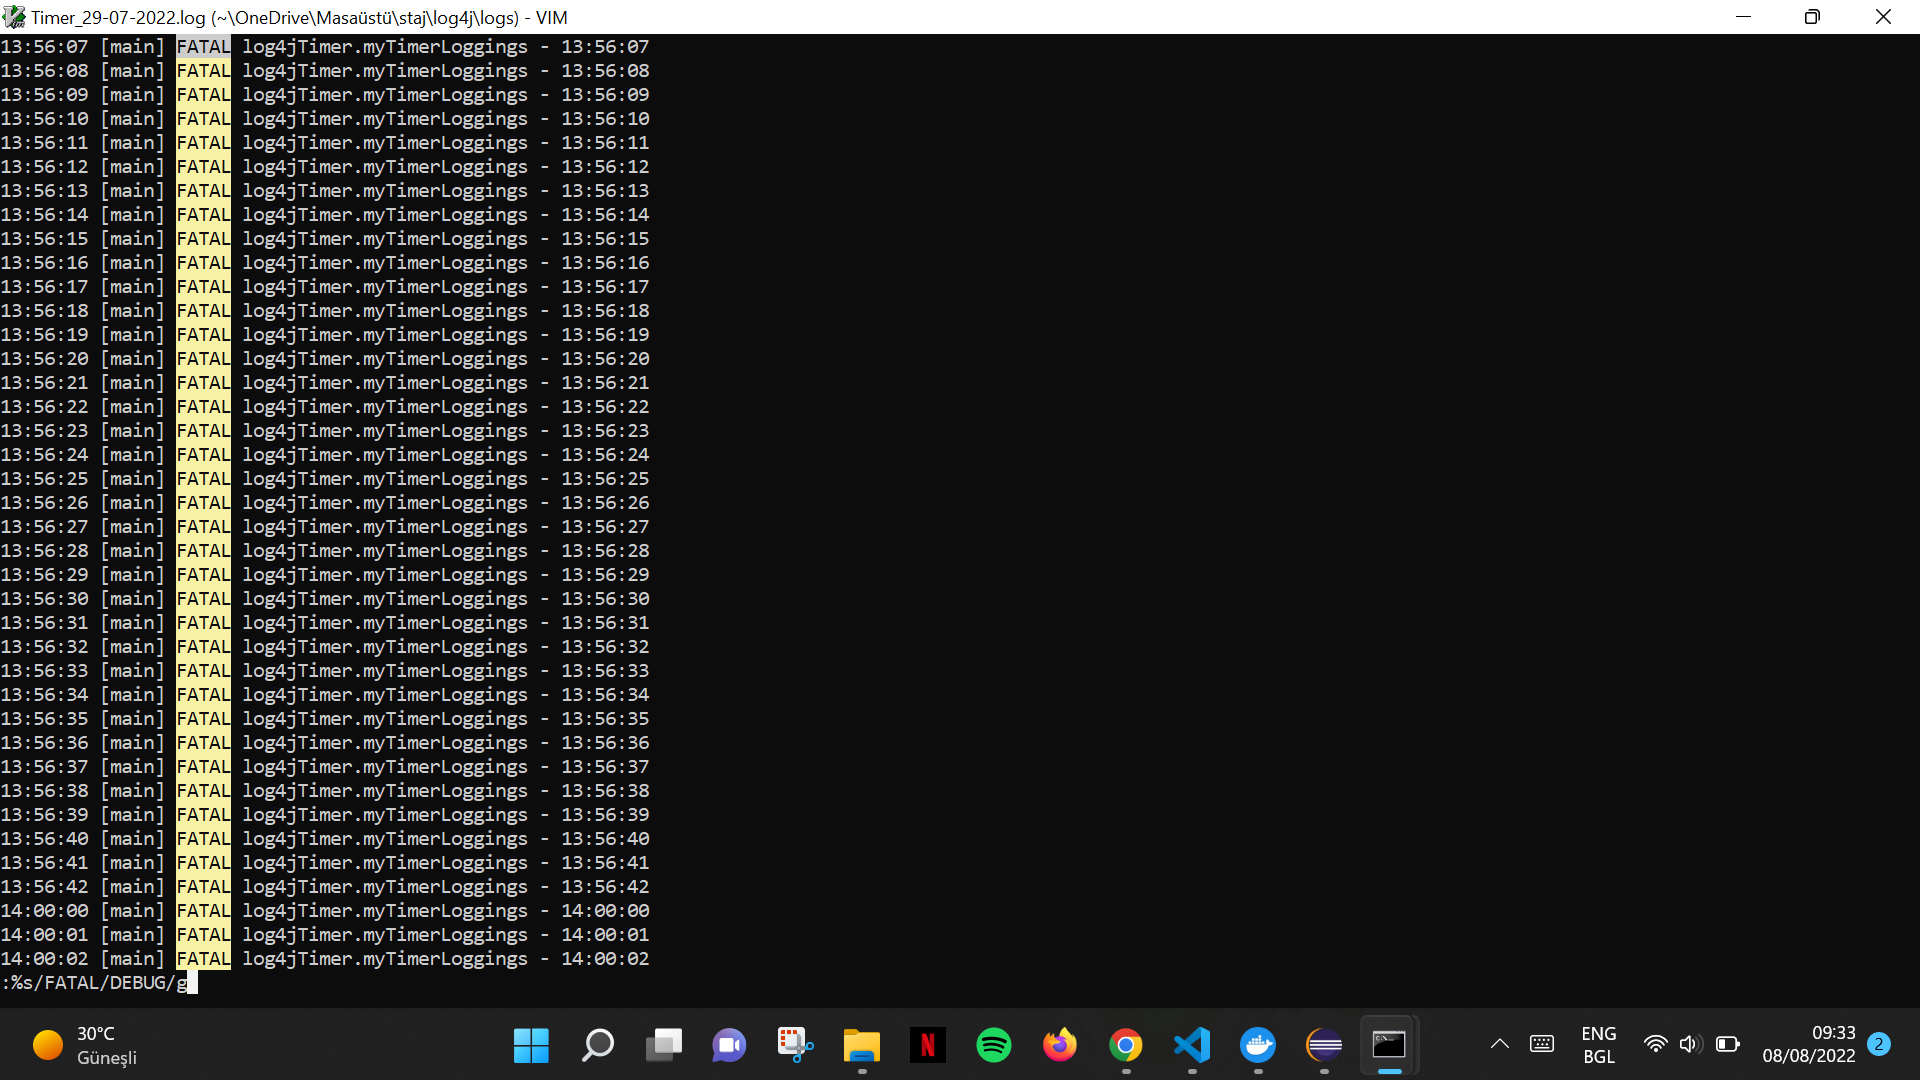 Timer_29-07-2022.log (~\OneDrive\Masaüstü\staj\log4j\logs) - VIM
13:56:07 [main] FATAL log4jTimer.myTimerLoggings - 13:56:07
13:56:08 [main] FATAL log4jTimer.myTimerLoggings - 13:56:08
13:56:09 [main] FATAL log4jTimer.myTimerLoggings - 13:56:09
13:56:10 [main] FATAL log4jTimer.myTimerLoggings - 13:56:10
13:56:11 [main] FATAL log4jTimer.myTimerLoggings - 13:56:11
13:56:12 [main] FATAL log4jTimer.myTimerLoggings - 13:56:12
13:56:13 [main] FATAL log4jTimer.myTimerLoggings - 13:56:13
13:56:14 [main] FATAL log4jTimer.myTimerLoggings - 13:56:14
13:56:15 [main] FATAL log4jTimer.myTimerLoggings - 13:56:15
13:56:16 [main] FATAL log4jTimer.myTimerLoggings - 13:56:16
13:56:17 [main] FATAL log4jTimer.myTimerLoggings - 13:56:17
13:56:18 [main] FATAL log4jTimer.myTimerLoggings - 13:56:18
13:56:19 [main] FATAL log4jTimer.myTimerLoggings - 13:56:19
13:56:20 [main] FATAL log4jTimer.myTimerLoggings - 13:56:20
13:56:21 [main] FATAL log4jTimer.myTimerLoggings - 13:56:21
13:56:22 [main] FATAL log4jTimer.myTimerLoggings - 13:56:22
13:56:23 [main] FATAL log4jTimer.myTimerLoggings - 13:56:23
13:56:24 [main] FATAL log4jTimer.myTimerLoggings - 13:56:24
13:56:25 [main] FATAL log4jTimer.myTimerLoggings - 13:56:25
13:56:26 [main] FATAL log4jTimer.myTimerLoggings - 13:56:26
13:56:27 [main] FATAL log4jTimer.myTimerLoggings - 13:56:27
13:56:28 [main] FATAL log4jTimer.myTimerLoggings - 13:56:28
13:56:29 [main] FATAL log4jTimer.myTimerLoggings - 13:56:29
13:56:30 [main] FATAL log4jTimer.myTimerLoggings - 13:56:30
13:56:31 [main] FATAL log4jTimer.myTimerLoggings - 13:56:31
13:56:32 [main] FATAL log4jTimer.myTimerLoggings - 13:56:32
13:56:33 [main] FATAL log4jTimer.myTimerLoggings - 13:56:33
13:56:34 [main] FATAL log4jTimer.myTimerLoggings - 13:56:34
13:56:35 [main] FATAL log4jTimer.myTimerLoggings - 13:56:35
13:56:36 [main] FATAL log4jTimer.myTimerLoggings - 13:56:36
13:56:37 [main] FATAL log4jTimer.myTimerLoggings - 13:56:37
13:56:38 [main] FATAL log4jTimer.myTimerLoggings - 13:56:38
13:56:39 [main] FATAL log4jTimer.myTimerLoggings - 13:56:39
13:56:40 [main] FATAL log4jTimer.myTimerLoggings - 13:56:40
13:56:41 [main] FATAL log4jTimer.myTimerLoggings - 13:56:41
13:56:42 [main] FATAL log4jTimer.myTimerLoggings - 13:56:42
14:00:00 [main] FATAL log4jTimer.myTimerLoggings - 14:00:00
14:00:01 [main] FATAL log4jTimer.myTimerLoggings - 14:00:01
14:00:02 [main] FATAL log4jTimer.myTimerLoggings - 14:00:02
:%s/FATAL/DEBUG/g
30°C
Güneşli
N
ENG
BGL
09:33
08/08/2022
2